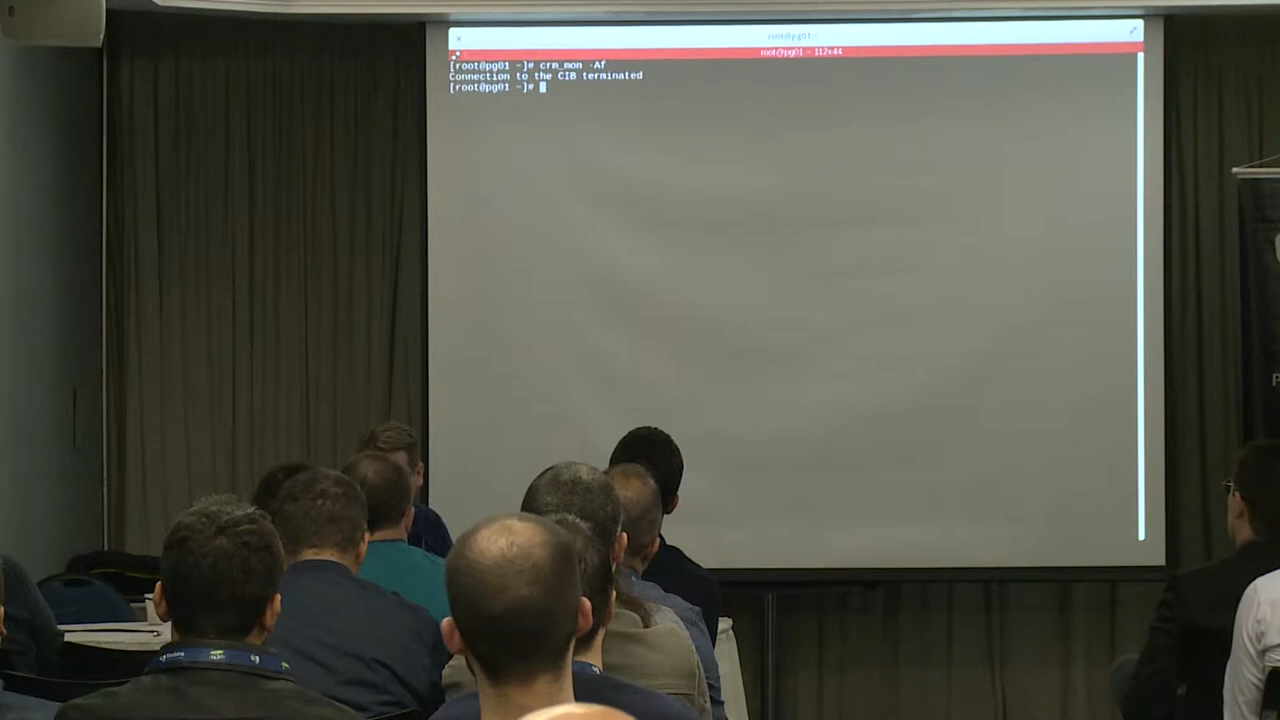 root@pg01:~
root@pg01 ~ 112x44
[root@pg01 ~]# crm_mon -Af
Connection to the CIB terminated
[root@pg01 ~]#